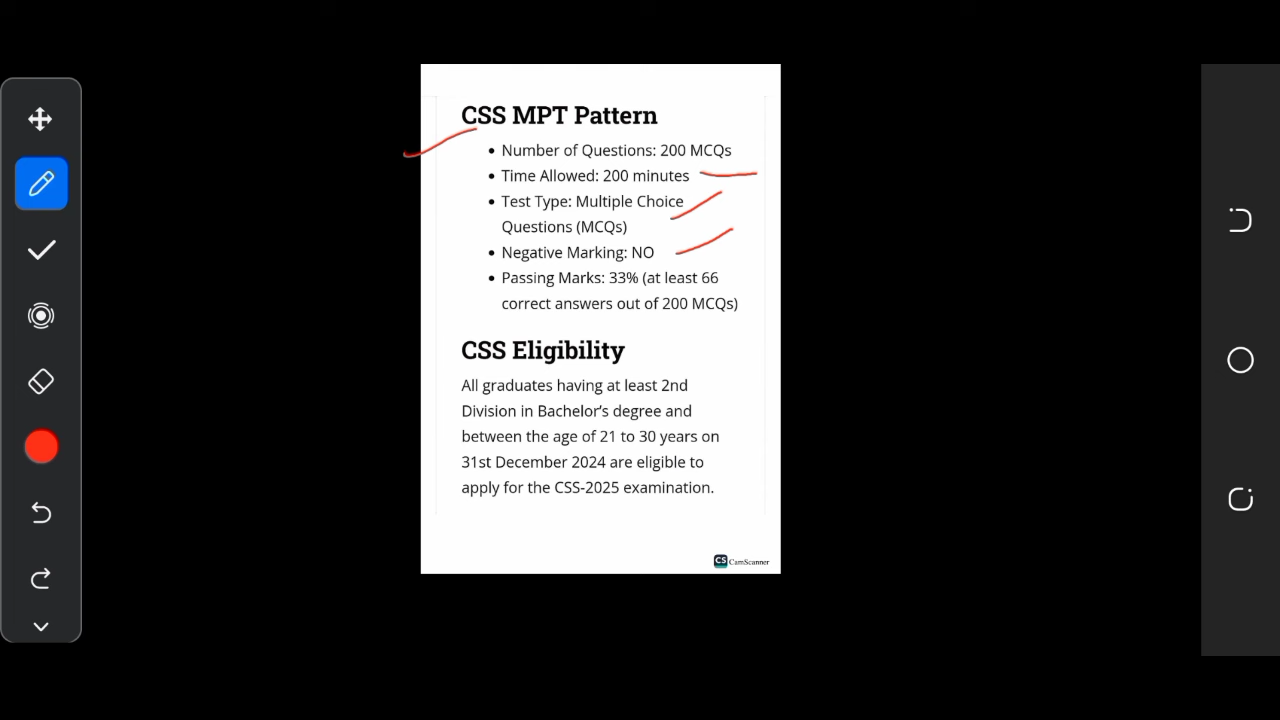 CSS MPT Pattern
• Number of Questions: 200 MCQs
• Time Allowed: 200 minutes
• Test Type: Multiple Choice
Questions (MCQs)
• Negative Marking: NO
• Passing Marks: 33% (at least 66
correct answers out of 200 MCQs)
CSS Eligibility
All graduates having at least 2nd
Division in Bachelor’s degree and
between the age of 21 to 30 years on
31st December 2024 are eligible to
apply for the CSS-2025 examination.
CS CamScanner